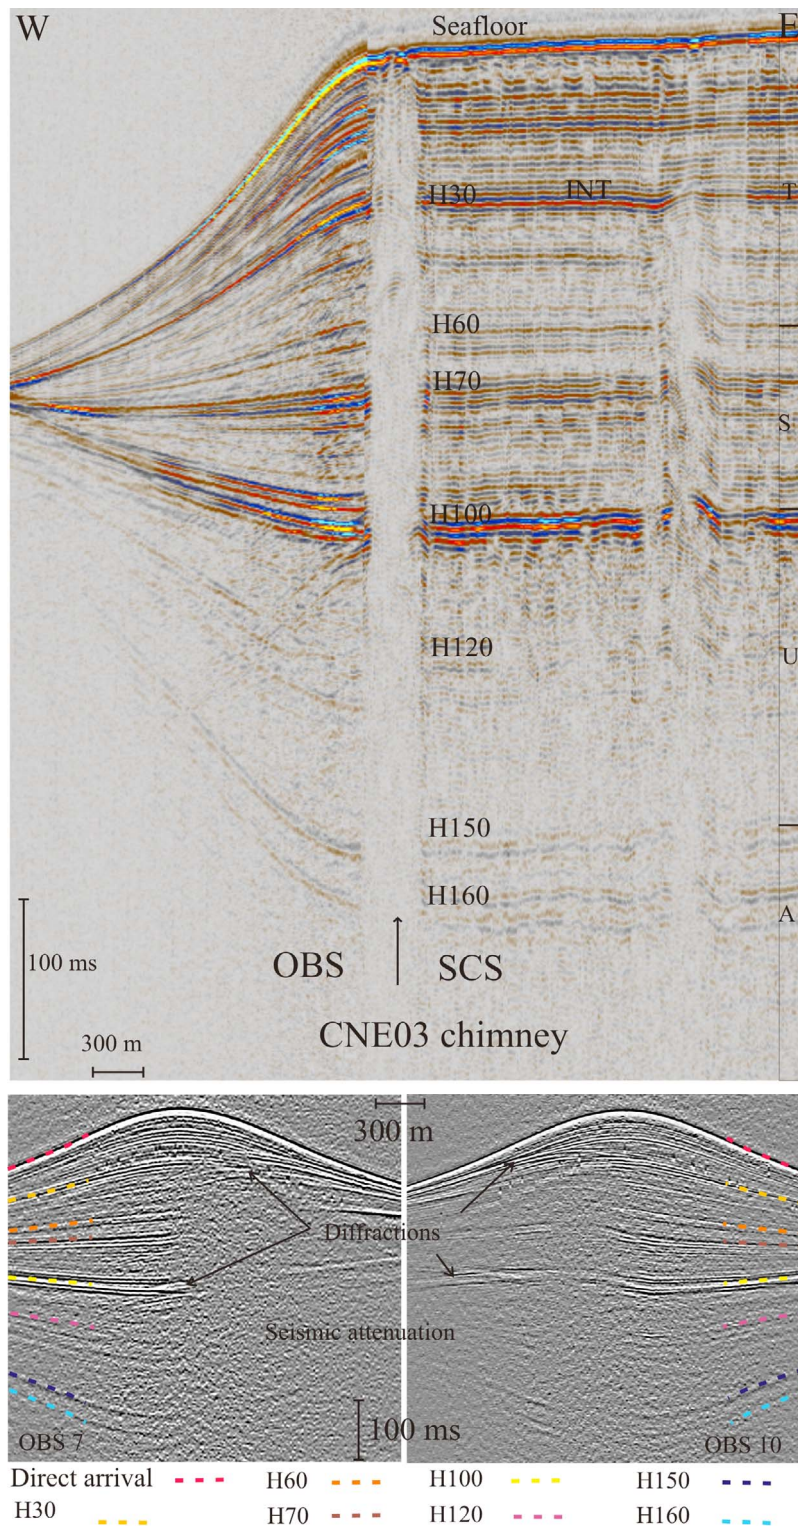 W Seafloor E
H30 INT T
H60
H70
S
H100
H120
U
H150
H160
A
100 ms
OBS SCS
300 m
CNE03 chimney
300 m
Diffractions
Seismic attenuation
100 ms
OBS 7 OBS 10
Direct arrival H60 H100 H150
H30 H70 H120 H160